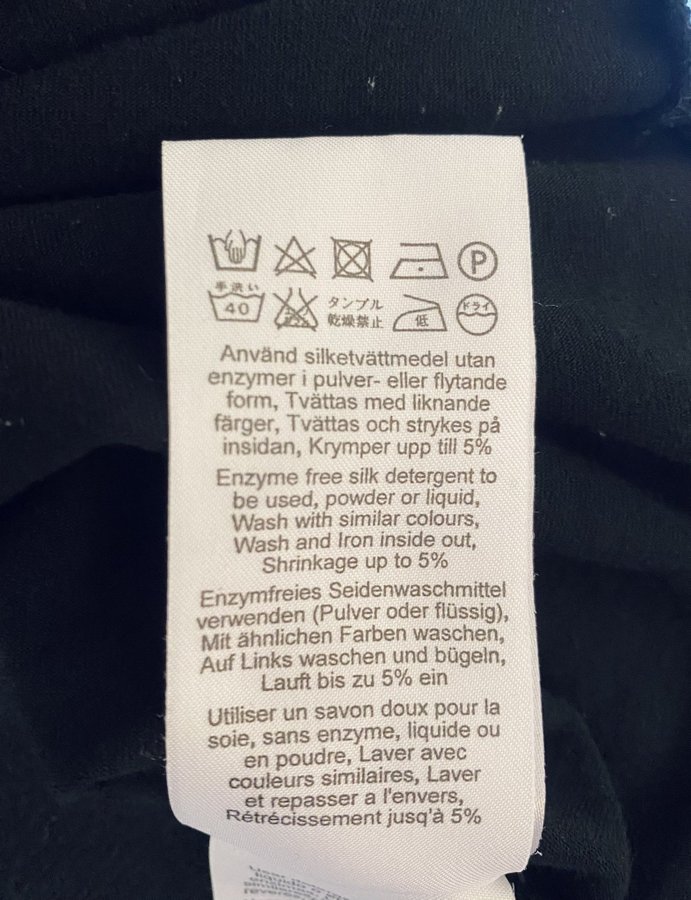 P
手洗い
40
タンブル
乾燥禁止
低
ドライ
Använd silketvättmedel utan
enzymer i pulver- eller flytande
form, Tvättas med liknande
färger, Tvättas och strykes på
insidan, Krymper upp till 5%
Enzyme free silk detergent to
be used, powder or liquid,
Wash with similar colours,
Wash and Iron inside out,
Shrinkage up to 5%
Enzymfreies Seidenwaschmittel
verwenden (Pulver oder flüssig),
Mit ähnlichen Farben waschen,
Auf Links waschen und bügeln,
Lauft bis zu 5% ein
Utiliser un savon doux pour la
soie, sans enzyme, liquide ou
en poudre, Laver avec
couleurs similaires, Laver
et repasser a l'envers,
Rétrécissement jusqu'à 5%